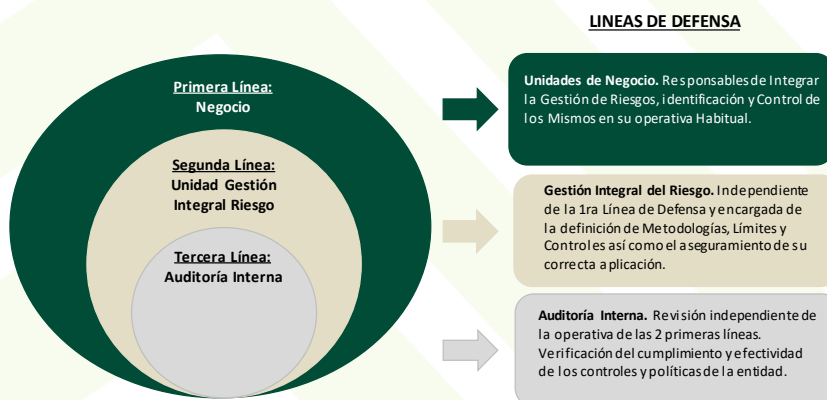 LINEAS DE DEFENSA
Primera Línea:
Negocio
Unidades de Negocio. Responsables de Integrar
la Gestión de Riesgos, identificación y Control de
los Mismos en su operativa Habitual.
Segunda Línea:
Unidad Gestión
Integral Riesgo
Gestión Integral del Riesgo. Independiente
de la 1ra Línea de Defensa y encargada de
la definición de Metodologías, Límites y
Controles así como el aseguramiento de su
correcta aplicación.
Tercera Línea:
Auditoría Interna
Auditoría Interna. Revisión independiente de
la operativa de las 2 primeras líneas.
Verificación del cumplimiento y efectividad
de los controles y políticas de la entidad.